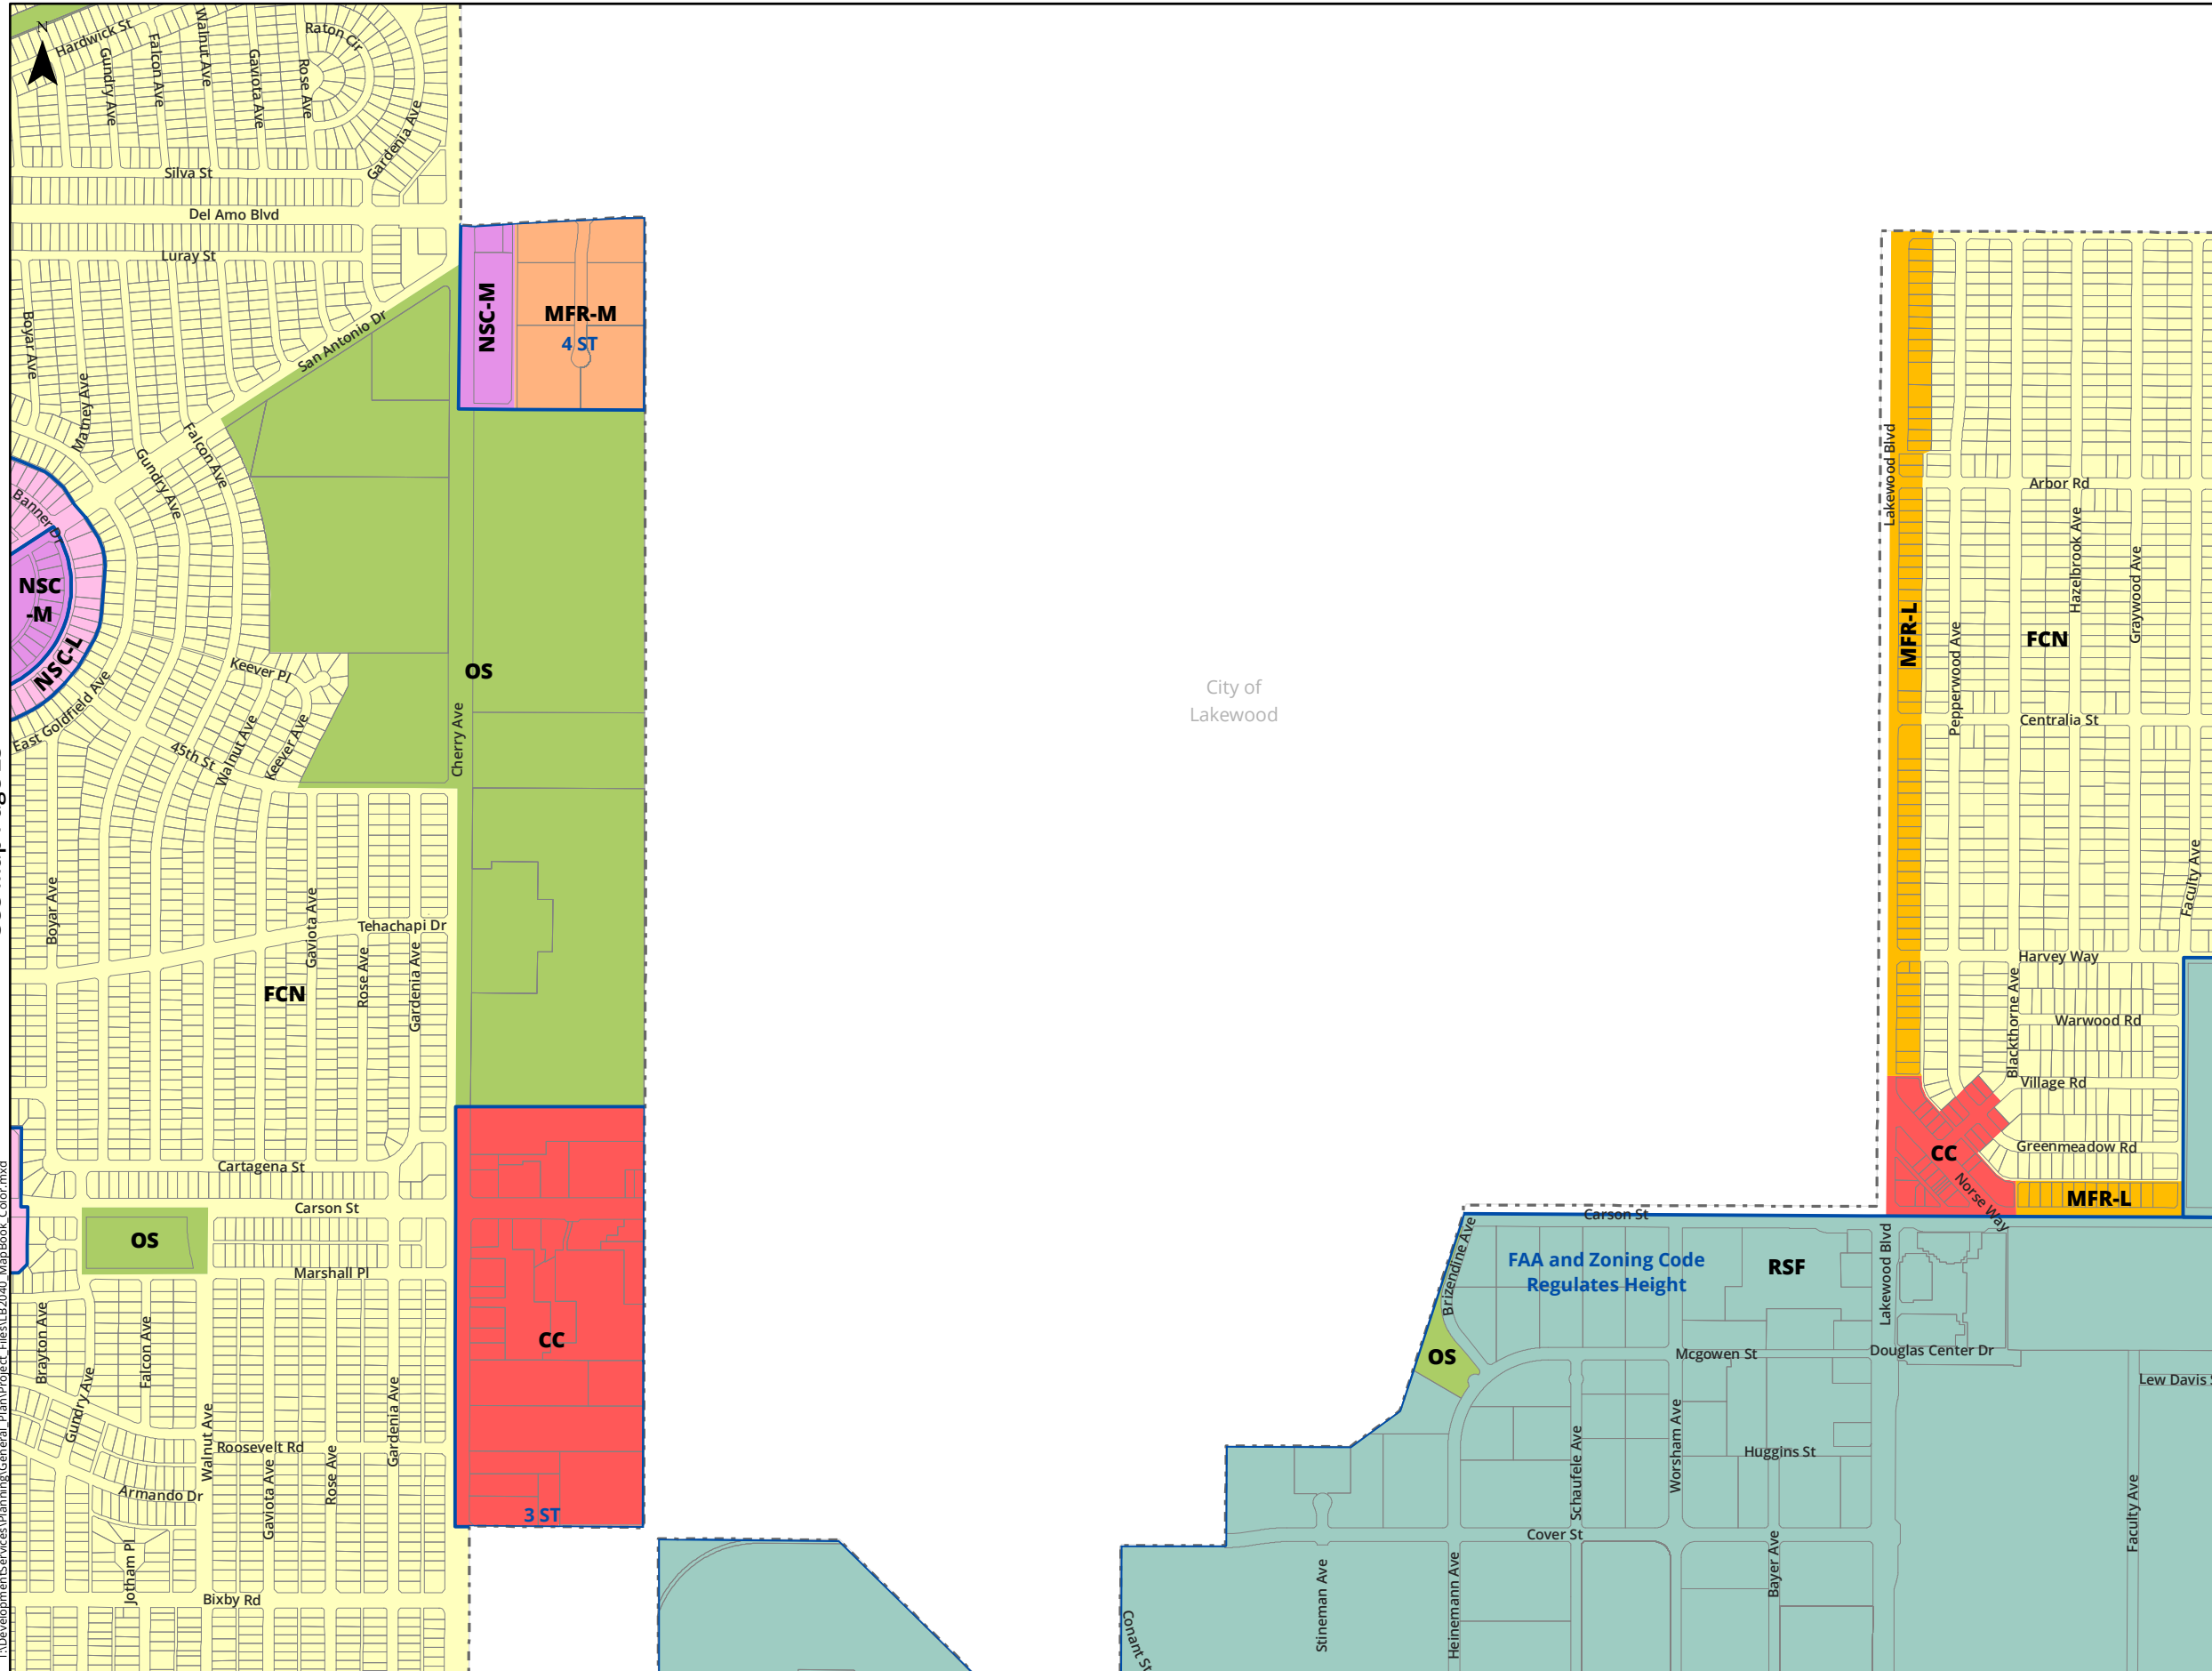 N
Hardwick St
Gundry Ave
Falcon Ave
Walnut Ave
Gaviota Ave
Rose Ave
Raton Cir
Gardenia Ave
Silva St
Del Amo Blvd
Luray St
Boyar Ave
Matney Ave
San Antonio Dr
Falcon Ave
Gundry Ave
Banner Dr
NSC
-M
NSC-L
East Goldfield Ave
Keever Pl
45th St
Walnut Ave
Keever Ave
NSC-M
MFR-M
4 ST
OS
Cherry Ave
City of
Lakewood
Boyar Ave
Gaviota Ave
Tehachapi Dr
Rose Ave
Gardenia Ave
FCN
Cartagena St
Carson St
OS
Marshall Pl
Brayton Ave
Falcon Ave
Gundry Ave
Walnut Ave
Gardenia Ave
Roosevelt Rd
Gaviota Ave
Rose Ave
Armando Dr
Jotham Pl
Bixby Rd
CC
3 ST
Lakewood Blvd
Arbor Rd
Hazelbrook Ave
Graywood Ave
MFR-L
FCN
Pepperwood Ave
Centralia St
Faculty Ave
Harvey Way
Blackthorne Ave
Warwood Rd
Village Rd
Greenmeadow Rd
CC
Norse Way
MFR-L
Carson St
Brizendine Ave
FAA and Zoning Code
Regulates Height
RSF
Lakewood Blvd
OS
Mcgowen St
Douglas Center Dr
Lew Davis S
Schaufele Ave
Worsham Ave
Huggins St
Faculty Ave
Cover St
Stineman Ave
Heinemann Ave
Bayer Ave
Conant St
T:\DevelopmentServices\Planning\General_Plan\Project_Files\LB2040_MapBook_Color.mxd